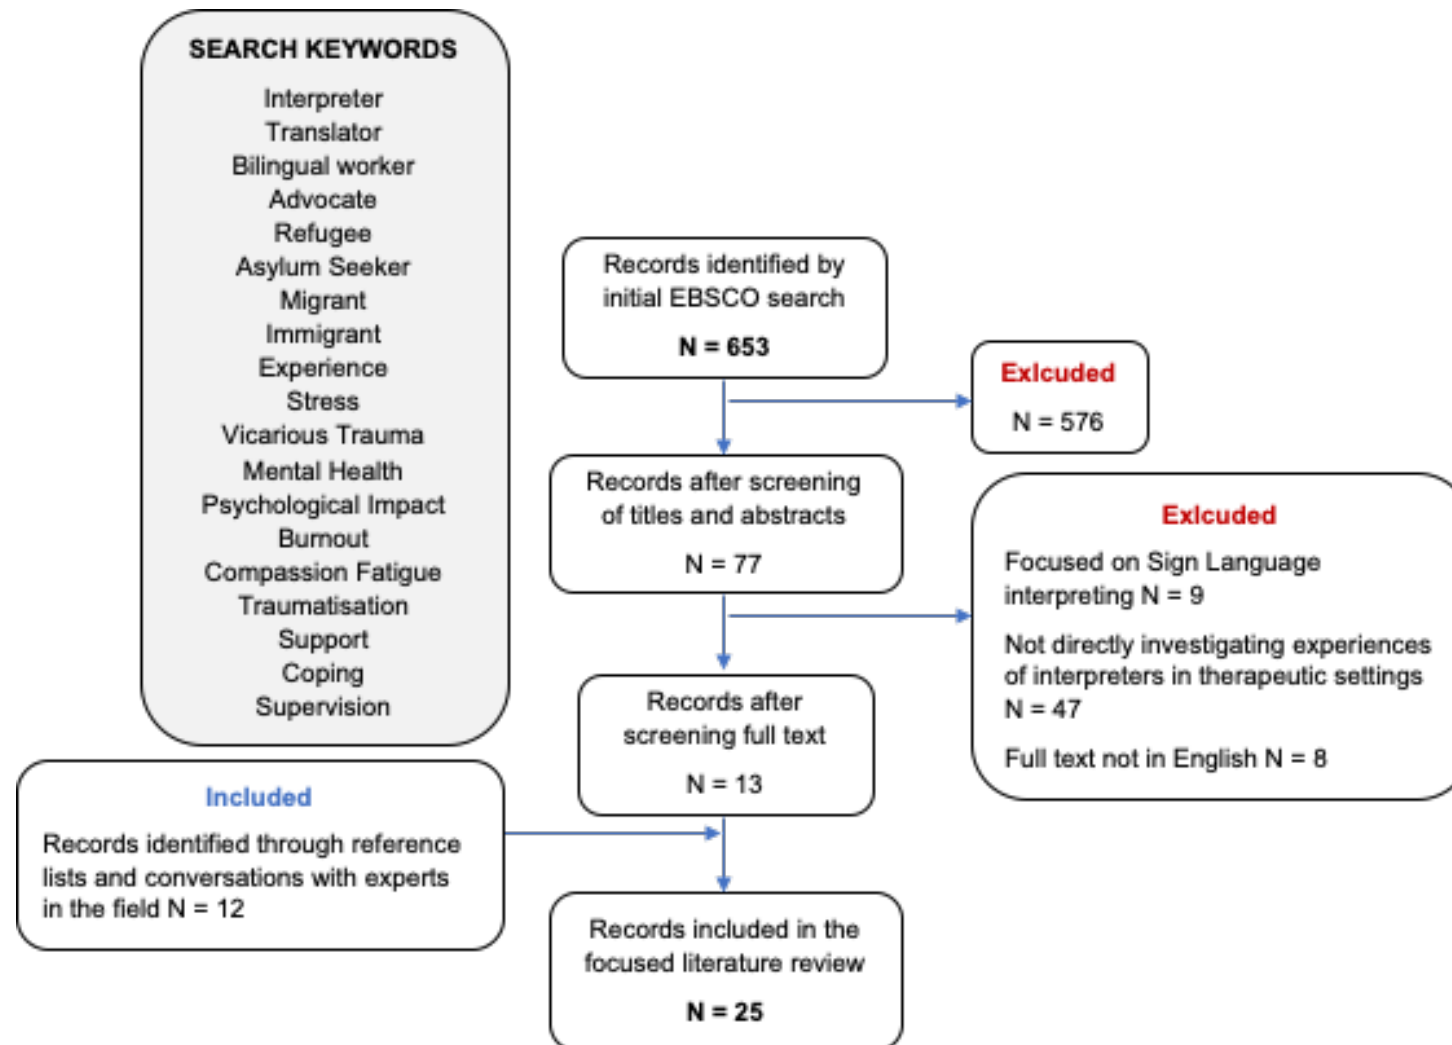 SEARCH KEYWORDS
Interpreter
Translator
Bilingual worker
Advocate
Refugee
Asylum Seeker
Migrant
Immigrant
Experience
Stress
Vicarious Trauma
Mental Health
Psychological Impact
Burnout
Compassion Fatigue
Traumatisation
Support
Coping
Supervision
Records identified by
initial EBSCO search
N = 653
Exlcuded
N = 576
Records after screening
of titles and abstracts
N = 77
Exlcuded
Focused on Sign Language
interpreting N = 9
Not directly investigating experiences
of interpreters in therapeutic settings
N = 47
Full text not in English N = 8
Records after
screening full text
N = 13
Included
Records identified through reference
lists and conversations with experts
in the field N = 12
Records included in the
focused literature review
N = 25